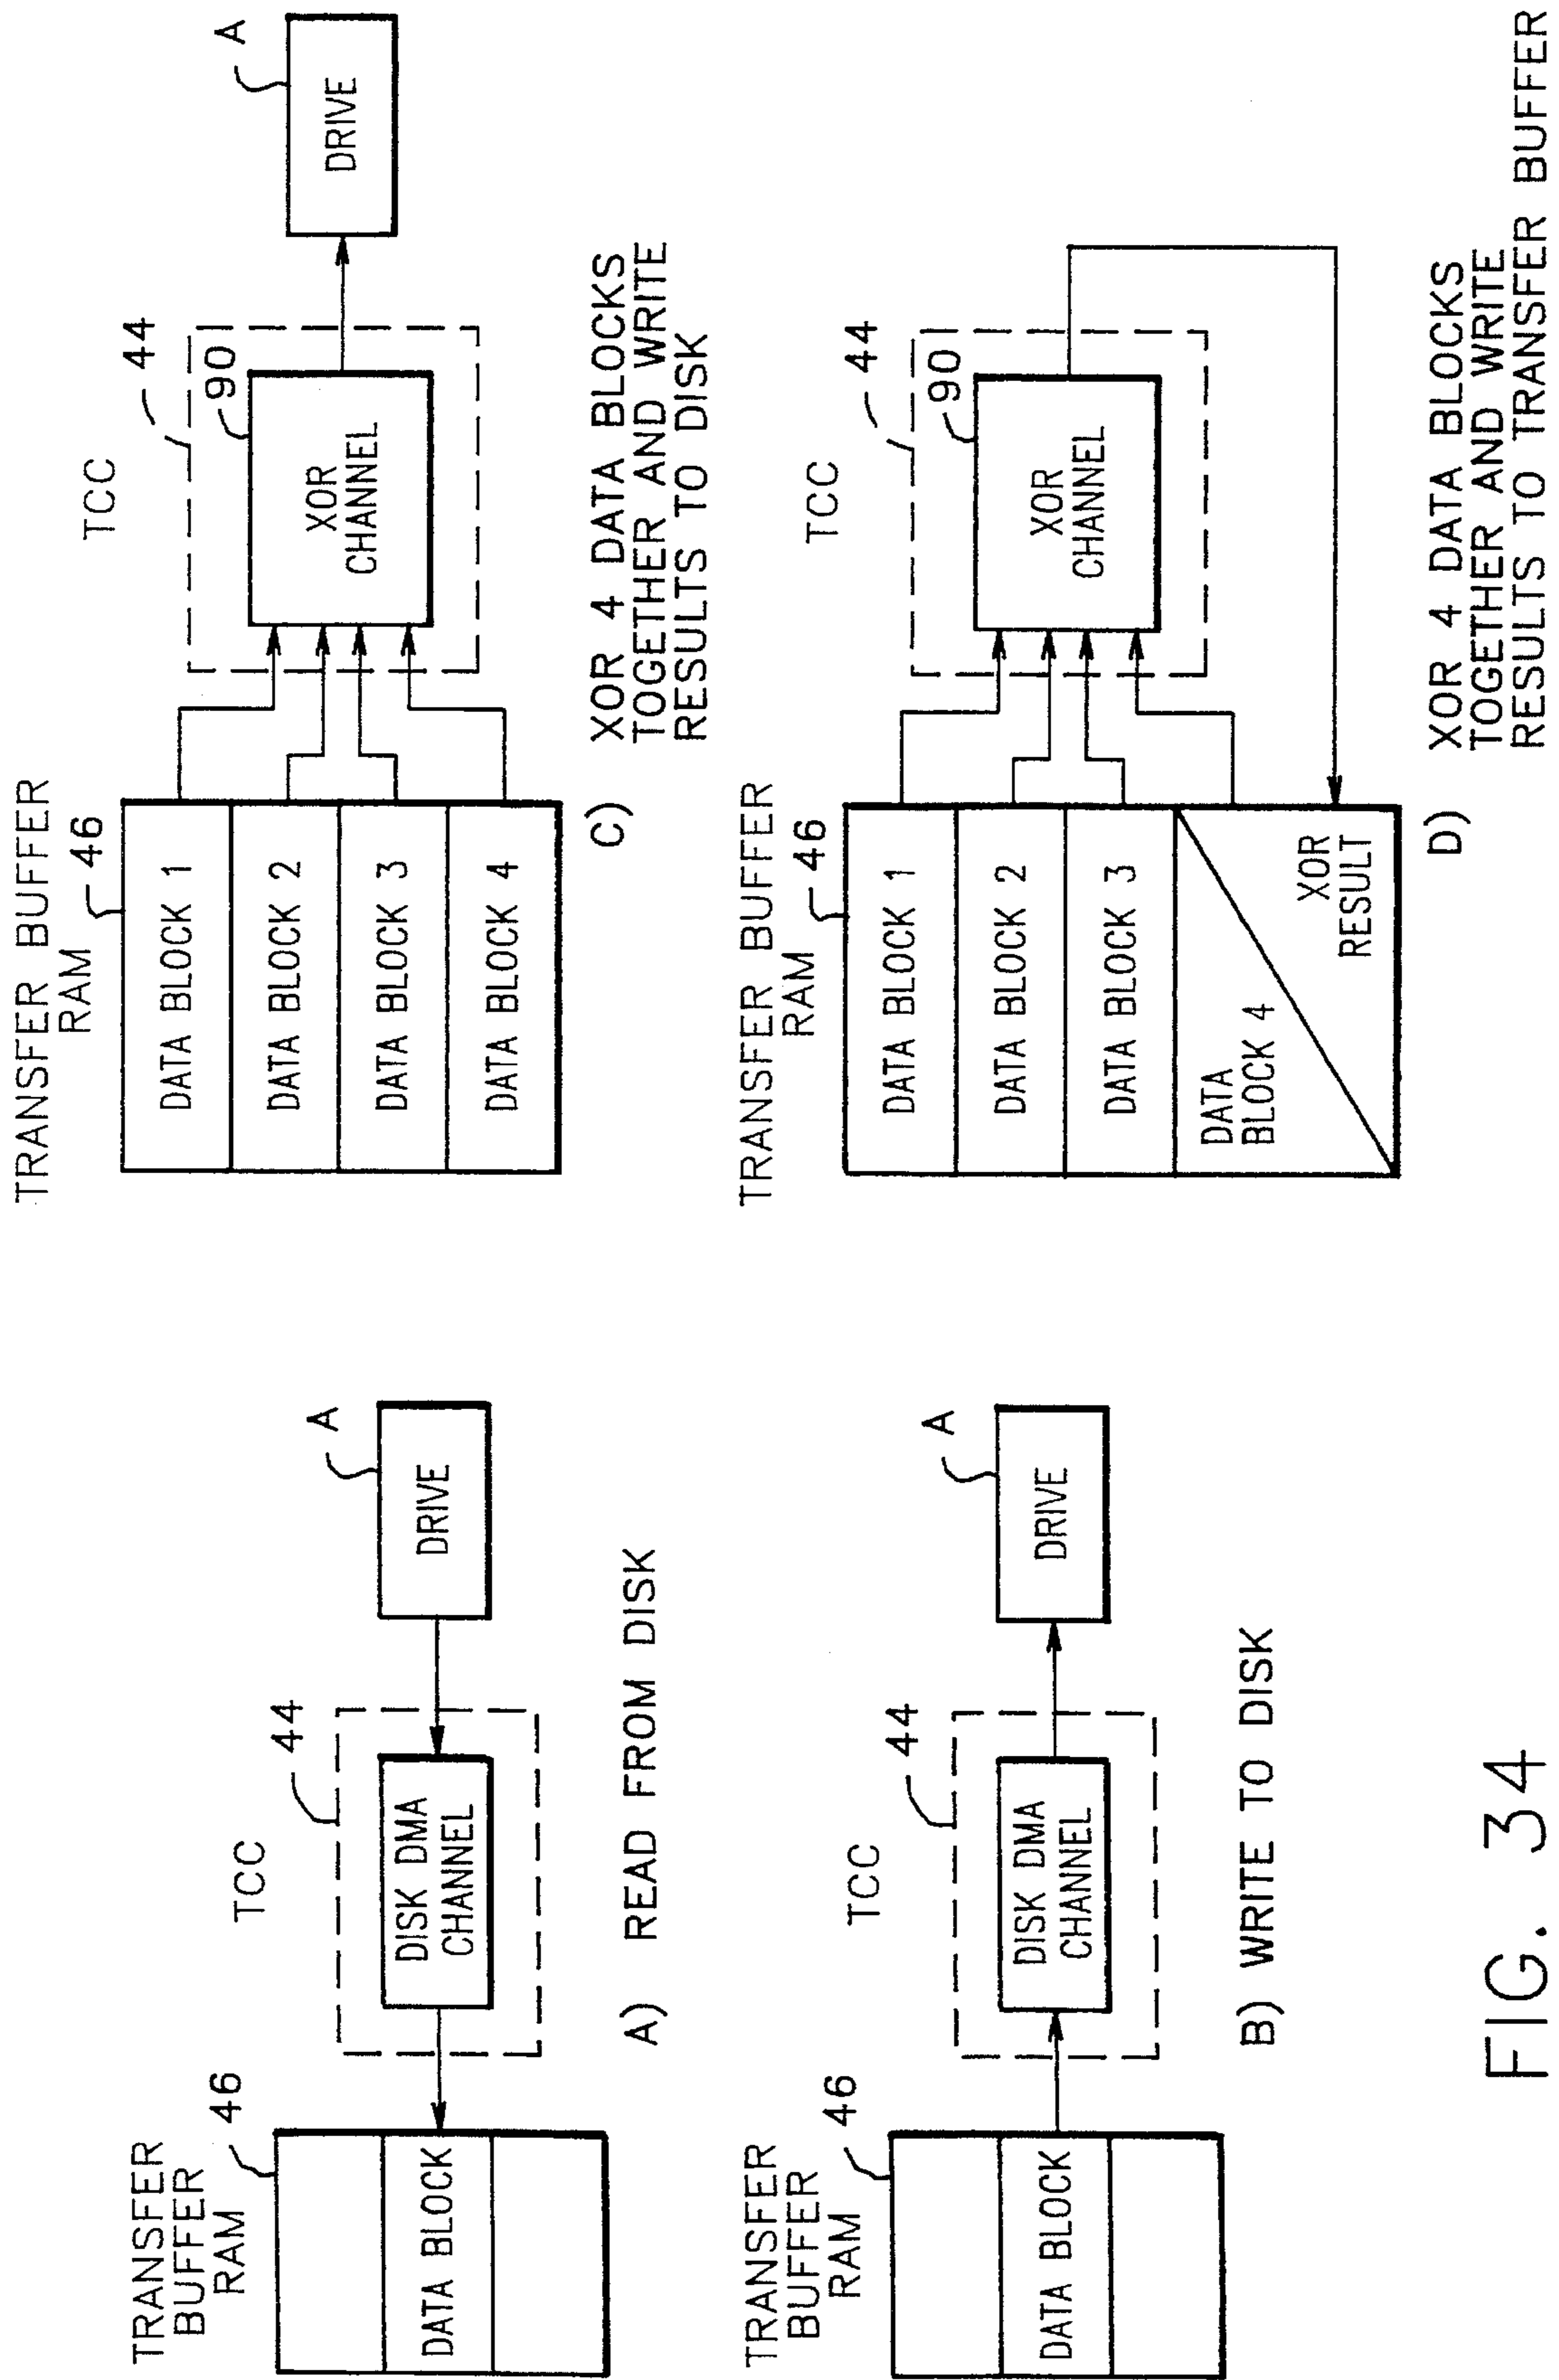 TRANSFER
BUFFER
RAM
46
DATA BLOCK
TCC
44
DISK DMA
CHANNEL
A
DRIVE
A) READ FROM DISK
TRANSFER
BUFFER
RAM
46
DATA BLOCK
TCC
44
DISK DMA
CHANNEL
A
DRIVE
B) WRITE TO DISK
TRANSFER BUFFER
RAM
46
DATA BLOCK 1
DATA BLOCK 2
DATA BLOCK 3
DATA BLOCK 4
TCC
44
90
XOR
CHANNEL
A
DRIVE
C) XOR 4 DATA BLOCKS
TOGETHER AND WRITE
RESULTS TO DISK
TRANSFER BUFFER
RAM
46
DATA BLOCK 1
DATA BLOCK 2
DATA BLOCK 3
DATA
BLOCK 4
XOR
RESULT
TCC
44
90
XOR
CHANNEL
D) XOR 4 DATA BLOCKS
TOGETHER AND WRITE
RESULTS TO TRANSFER BUFFER
FIG. 34